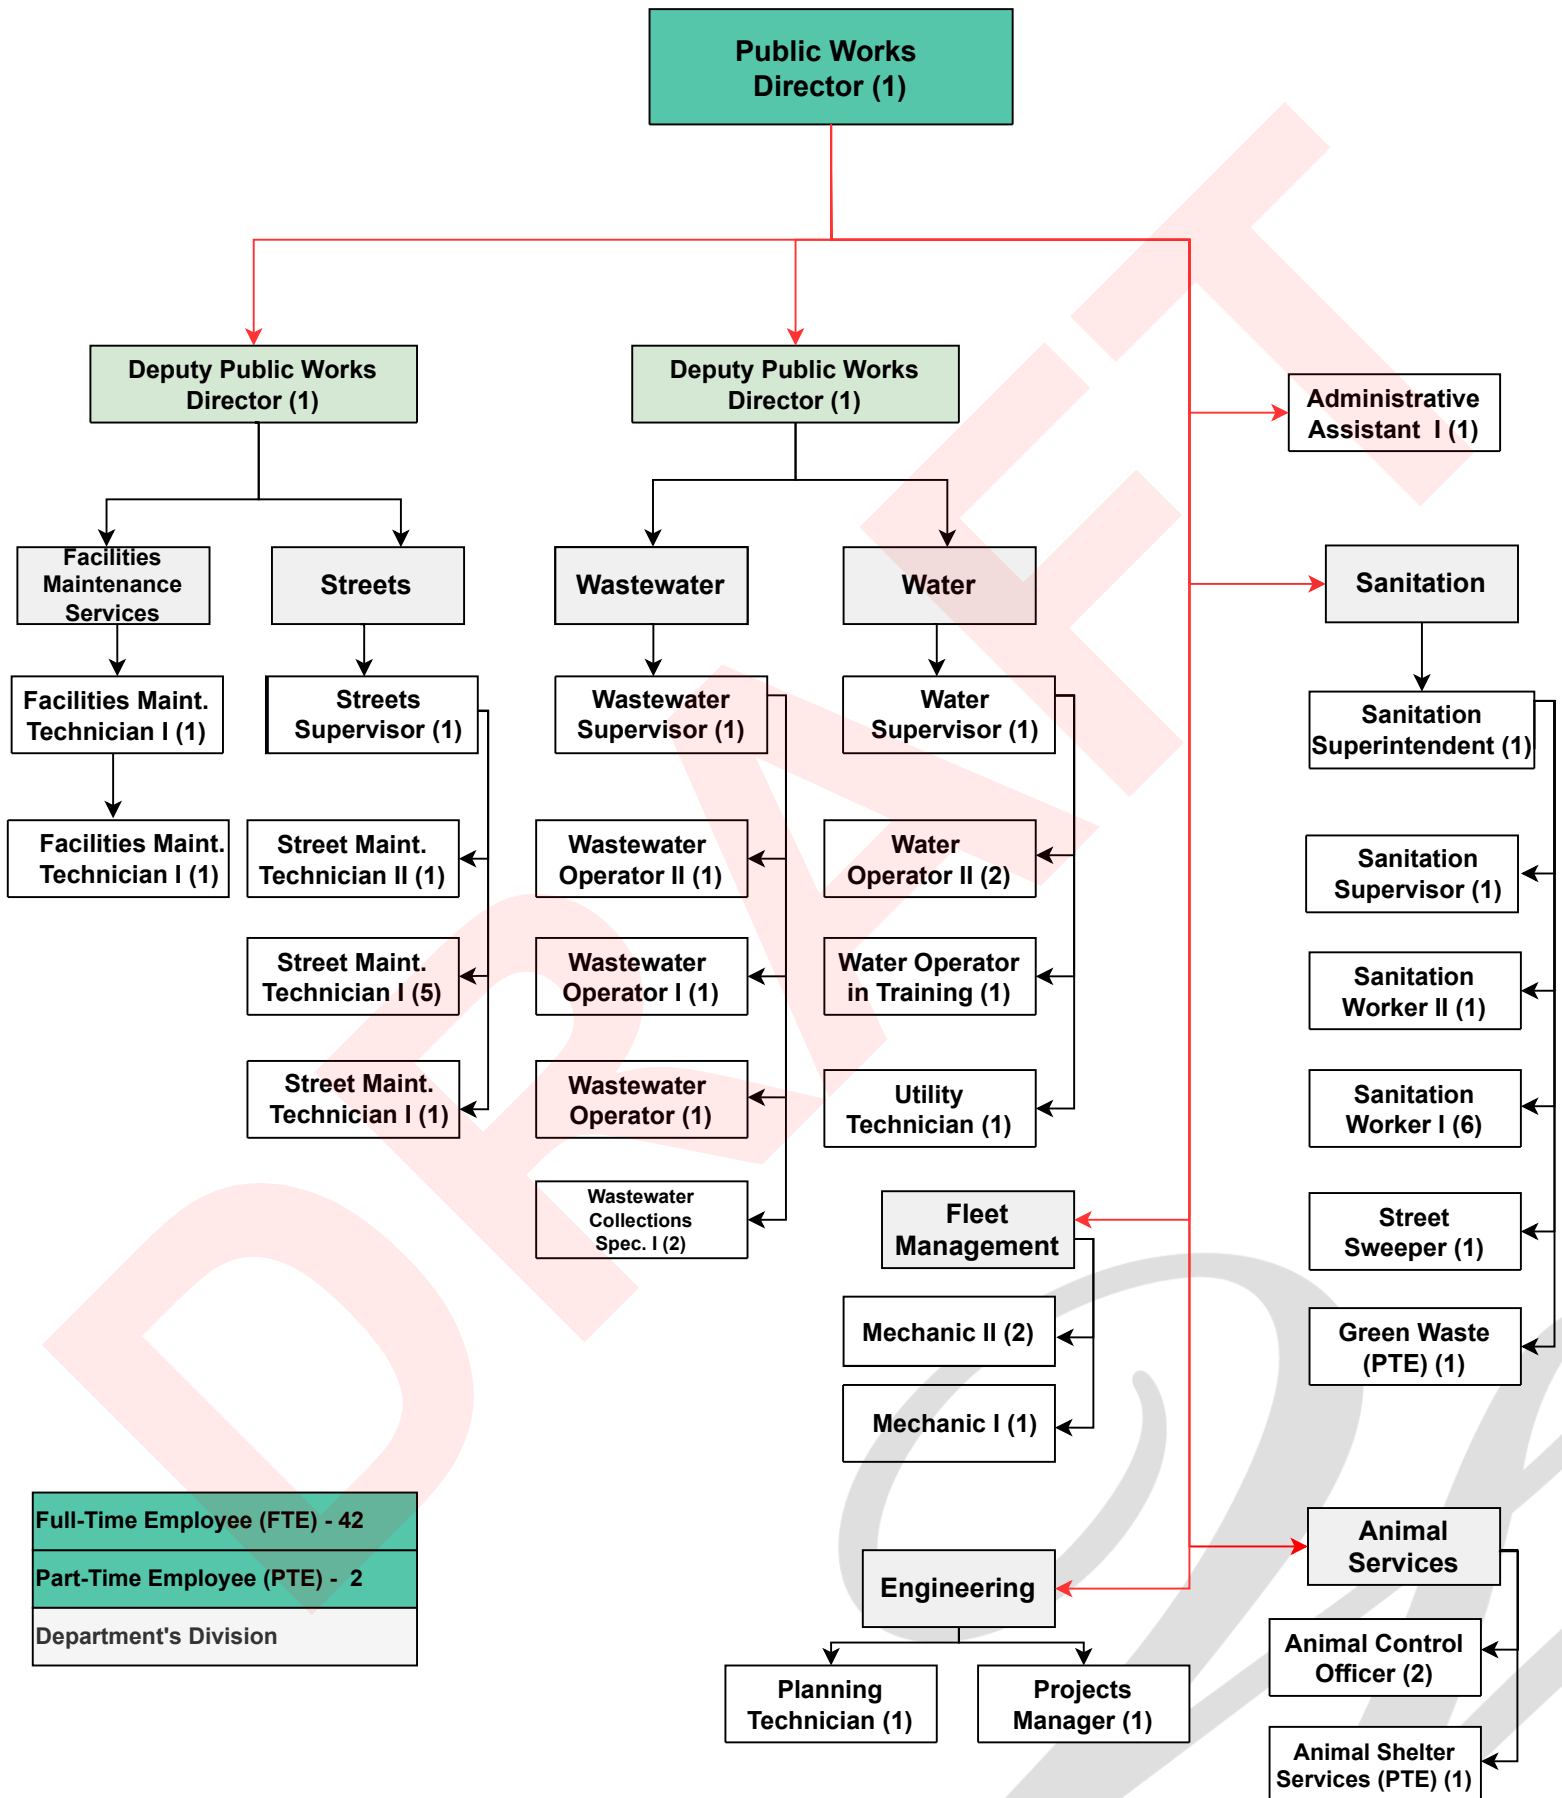 Public Works
Director (1)
Deputy Public Works
Director (1)
Deputy Public Works
Director (1)
Administrative
Assistant I (1)
Facilities
Maintenance
Services
Streets
Wastewater
Water
Sanitation
Facilities Maint.
Technician I (1)
Streets
Supervisor (1)
Wastewater
Supervisor (1)
Water
Supervisor (1)
Sanitation
Superintendent (1)
Facilities Maint.
Technician I (1)
Street Maint.
Technician II (1)
Wastewater
Operator II (1)
Water
Operator II (2)
Sanitation
Supervisor (1)
Street Maint.
Technician I (5)
Wastewater
Operator I (1)
Water Operator
in Training (1)
Sanitation
Worker II (1)
Street Maint.
Technician I (1)
Wastewater
Operator (1)
Utility
Technician (1)
Sanitation
Worker I (6)
Wastewater
Collections
Spec. I (2)
Fleet
Management
Street
Sweeper (1)
Mechanic II (2)
Green Waste
(PTE) (1)
Mechanic I (1)
Full-Time Employee (FTE) - 42
Part-Time Employee (PTE) - 2
Department's Division
Engineering
Animal
Services
Planning
Technician (1)
Projects
Manager (1)
Animal Control
Officer (2)
Animal Shelter
Services (PTE) (1)
DRAFT